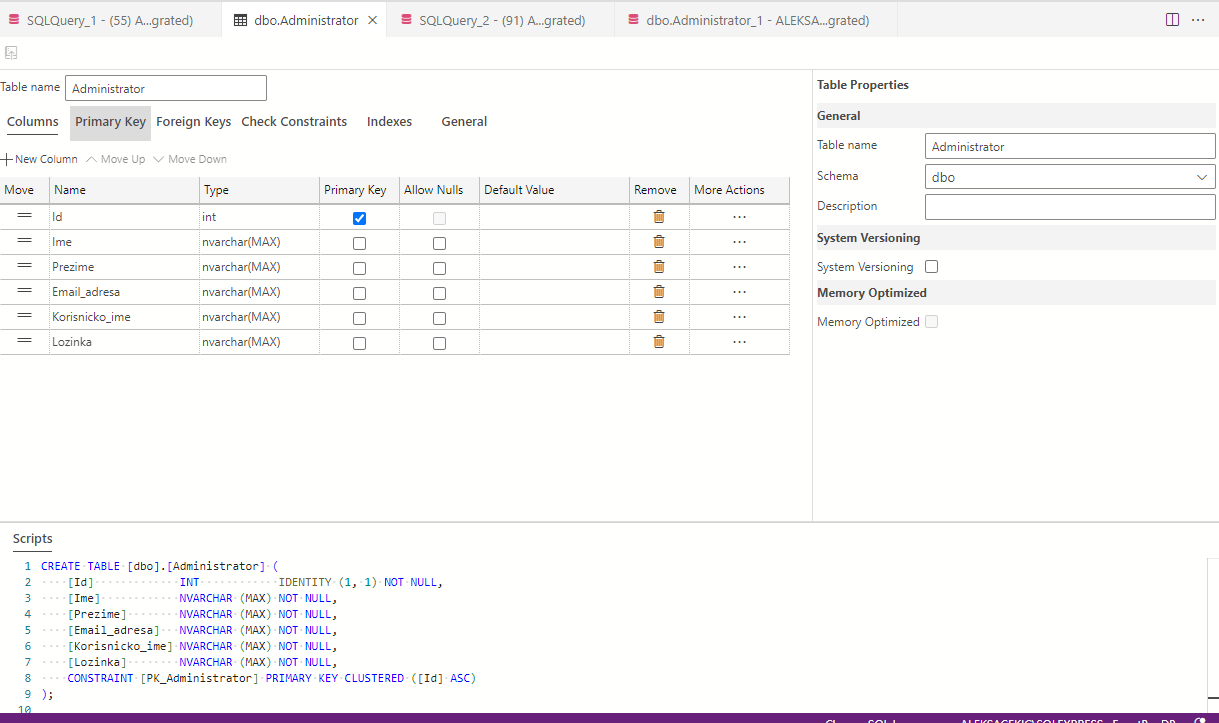 SQLQuery_1 - (55) A...grated) dbo.Administrator SQLQuery_2 - (91) A...grated) dbo.Administrator_1 - ALEKSA...grated)
Table name Administrator
Columns Primary Key Foreign Keys Check Constraints Indexes General
New Column Move Up Move Down
Move Name Type Primary Key Allow Nulls Default Value Remove More Actions
Id int
Ime nvarchar(MAX)
Prezime nvarchar(MAX)
Email_adresa nvarchar(MAX)
Korisnicko_ime nvarchar(MAX)
Lozinka nvarchar(MAX)
Table Properties
General
Table name Administrator
Schema dbo
Description
System Versioning
System Versioning
Memory Optimized
Memory Optimized
Scripts
1 CREATE TABLE [dbo].[Administrator] (
2 [Id] INT IDENTITY (1, 1) NOT NULL,
3 [Ime] NVARCHAR (MAX) NOT NULL,
4 [Prezime] NVARCHAR (MAX) NOT NULL,
5 [Email_adresa] NVARCHAR (MAX) NOT NULL,
6 [Korisnicko_ime] NVARCHAR (MAX) NOT NULL,
7 [Lozinka] NVARCHAR (MAX) NOT NULL,
8 CONSTRAINT [PK_Administrator] PRIMARY KEY CLUSTERED ([Id] ASC)
9 );
10